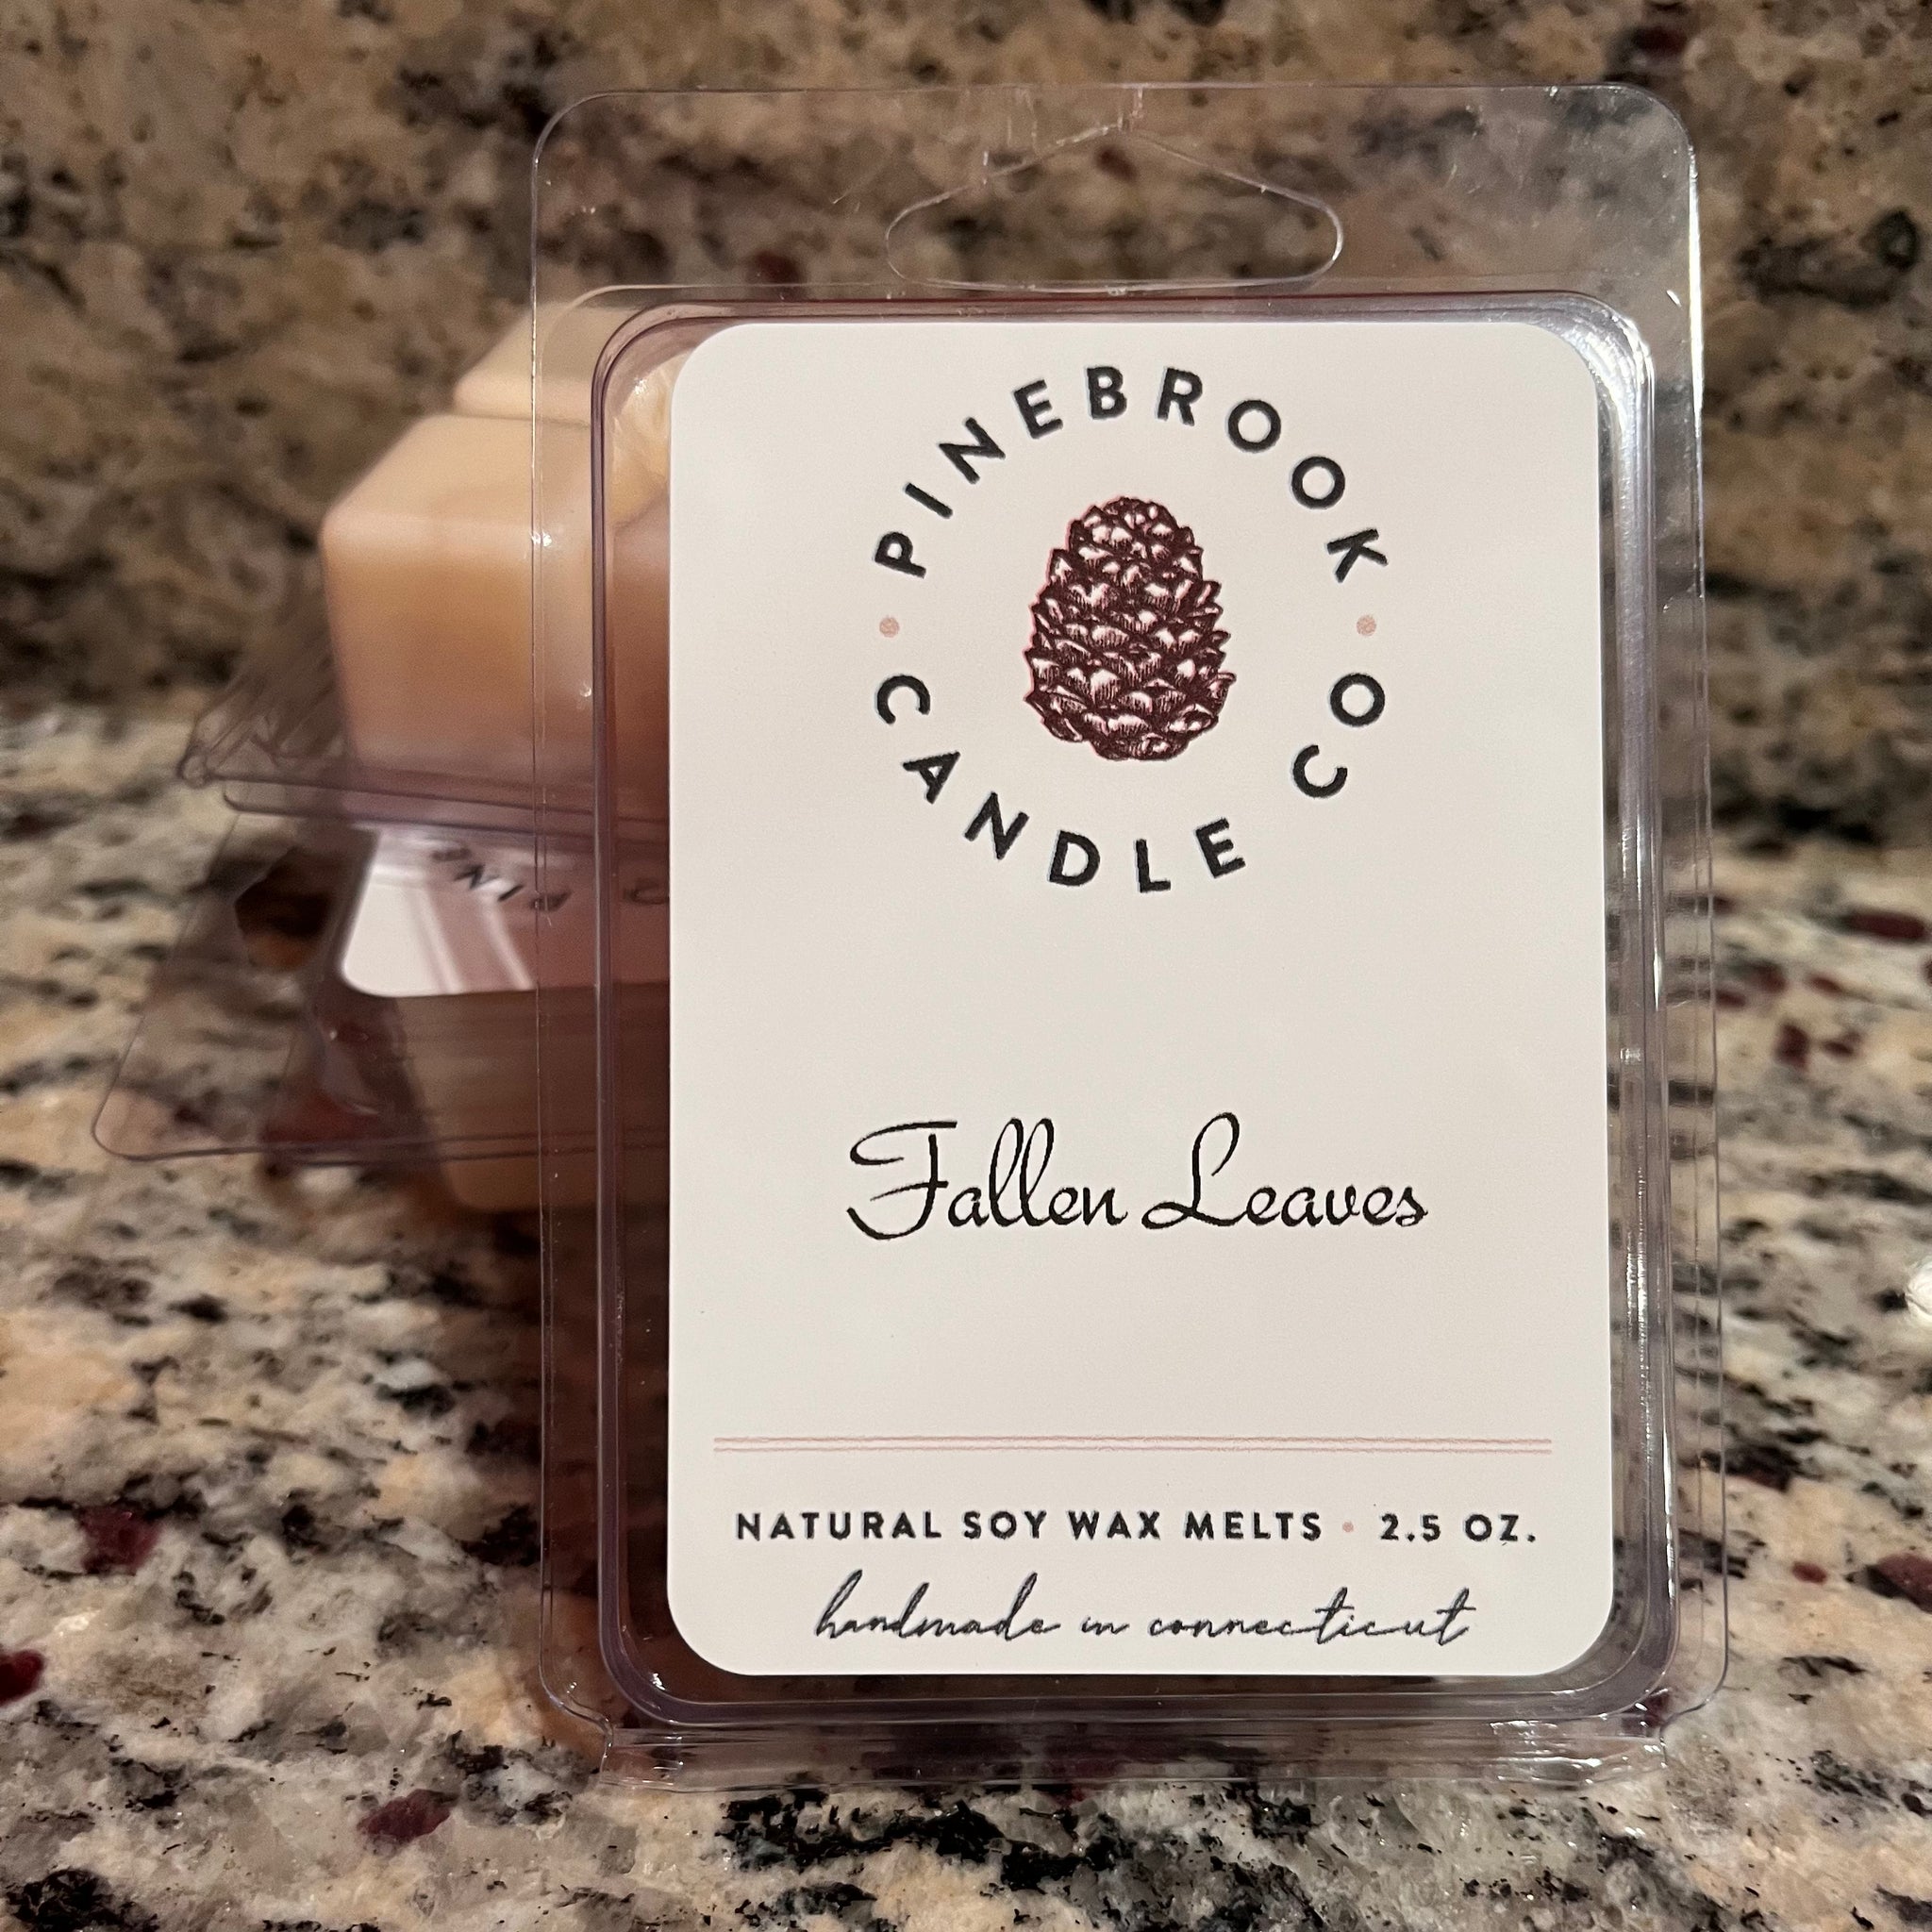 PINEBROOK
CANDLE CO
Fallen Leaves
NATURAL SOY WAX MELTS • 2.5 OZ.
handmade in connecticut